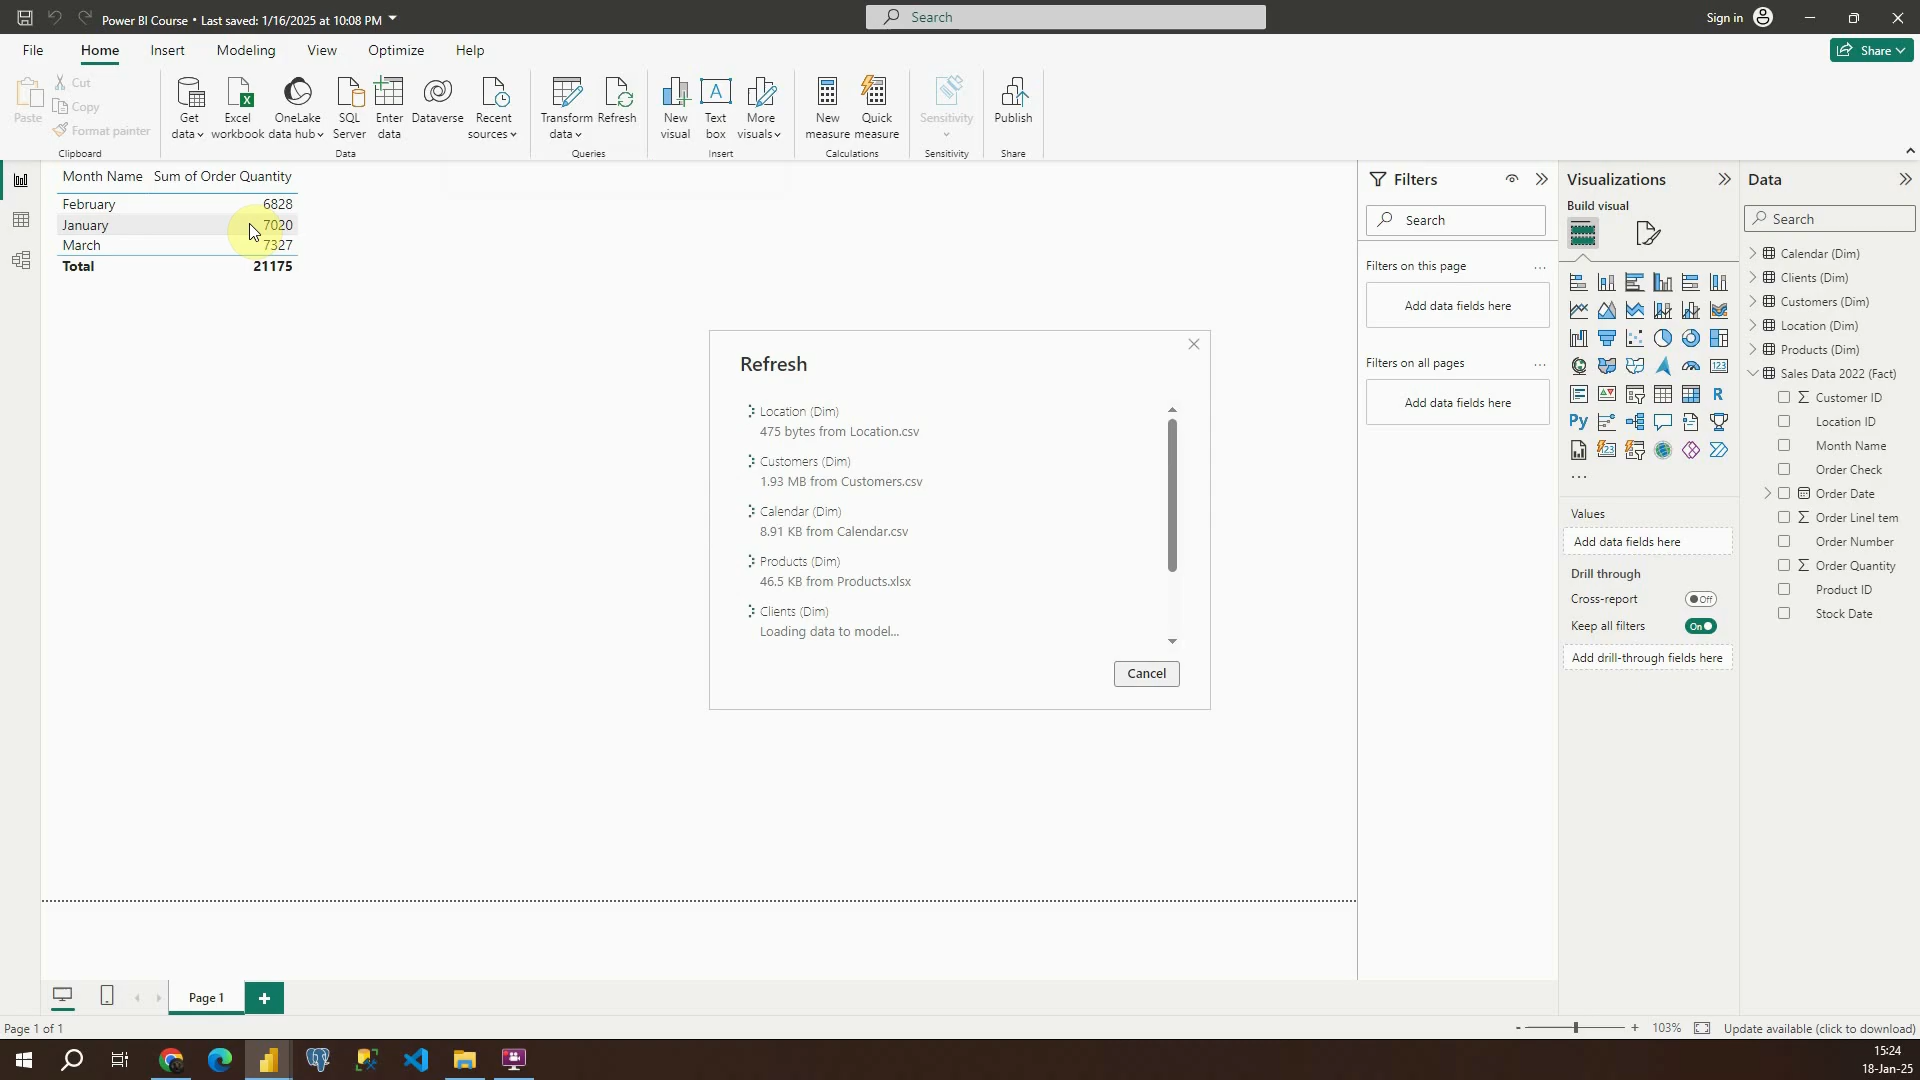 Power BI Course • Last saved: 1/16/2025 at 10:08 PM
Search
Sign in
File
Home
Insert
Modeling
View
Optimize
Help
Share
Paste
Cut
Copy
Format painter
Clipboard
Get data
Excel workbook
OneLake data hub
SQL Server
Enter data
Dataverse
Recent sources
Data
Transform data
Refresh
Queries
New visual
Text box
More visuals
Insert
New measure
Quick measure
Calculations
Sensitivity
Sensitivity
Publish
Share
Month Name Sum of Order Quantity
February 6828
January 7020
March 7327
Total 21175
Refresh
Location (Dim)
475 bytes from Location.csv
Customers (Dim)
1.93 MB from Customers.csv
Calendar (Dim)
8.91 KB from Calendar.csv
Products (Dim)
46.5 KB from Products.xlsx
Clients (Dim)
Loading data to model...
Cancel
Filters
Search
Filters on this page
Add data fields here
Filters on all pages
Add data fields here
Visualizations
Build visual
123
R
Py
123
Values
Add data fields here
Drill through
Cross-report Off
Keep all filters On
Add drill-through fields here
Data
Search
Calendar (Dim)
Clients (Dim)
Customers (Dim)
Location (Dim)
Products (Dim)
Sales Data 2022 (Fact)
Customer ID
Location ID
Month Name
Order Check
Order Date
Order Linel tem
Order Number
Order Quantity
Product ID
Stock Date
Page 1
Page 1 of 1
103%
Update available (click to download)
15:24
18-Jan-25